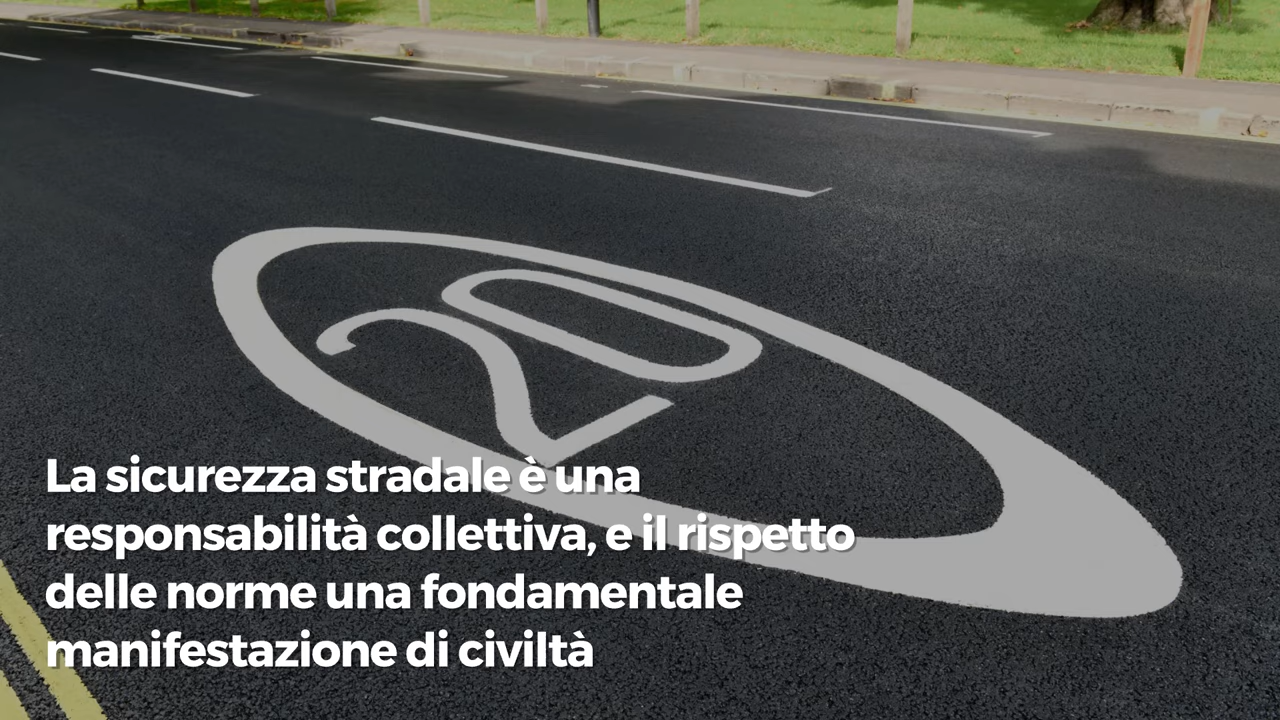 20
La sicurezza stradale è una
responsabilità collettiva, e il rispetto
delle norme una fondamentale
manifestazione di civiltà